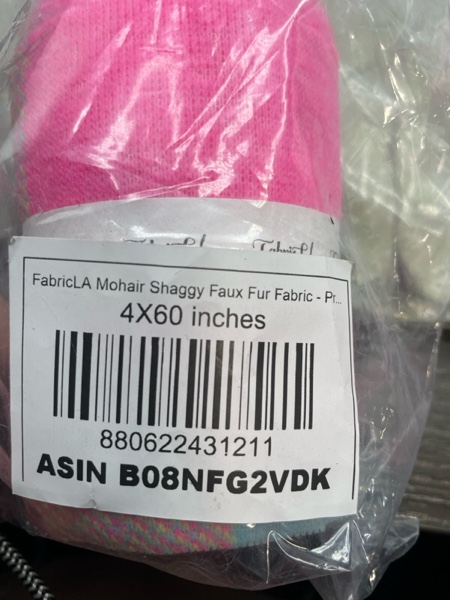 FabricLA Mohair Shaggy Faux Fur Fabric - Pr...
4X60 inches
880622431211
ASIN B08NFG2VDK